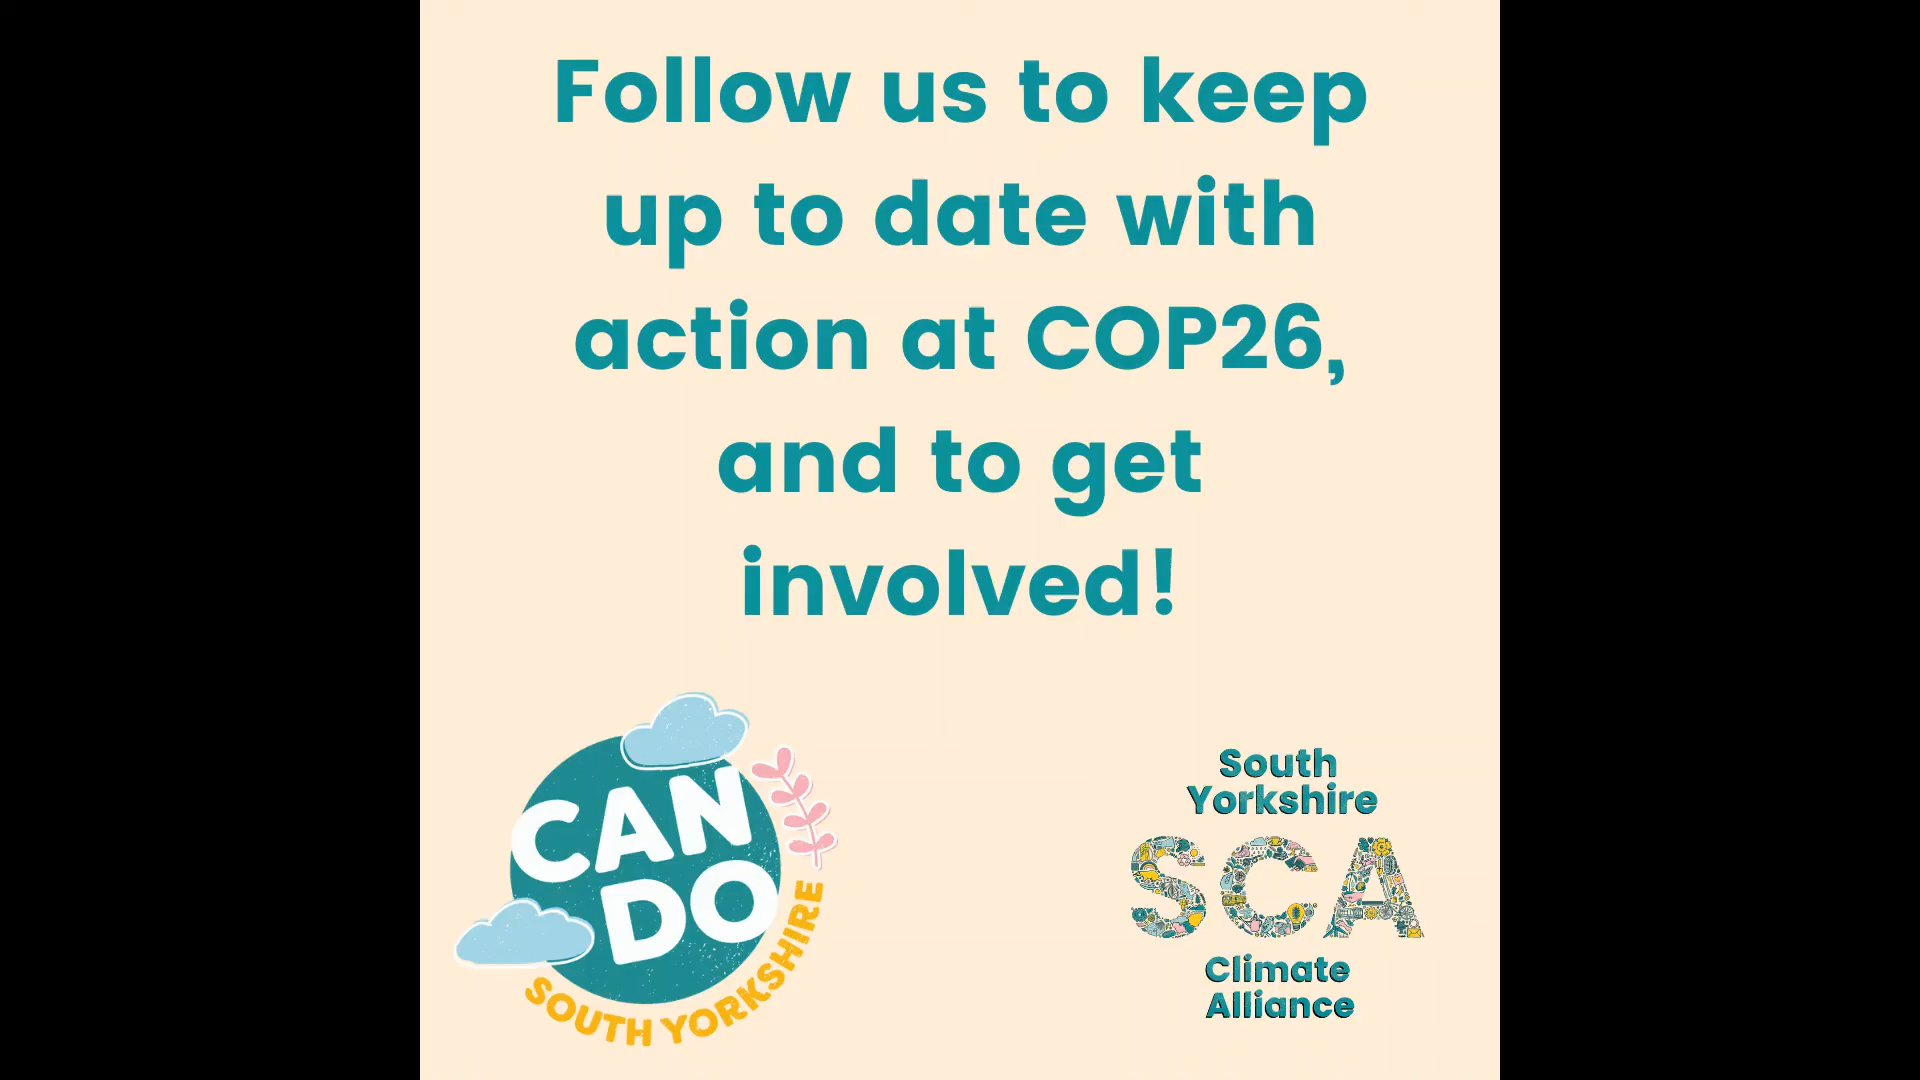 Follow us to keep
up to date with
action at COP26,
and to get
involved!
CAN
DO
SOUTH YORKSHIRE
South
Yorkshire
SCA
Climate
Alliance